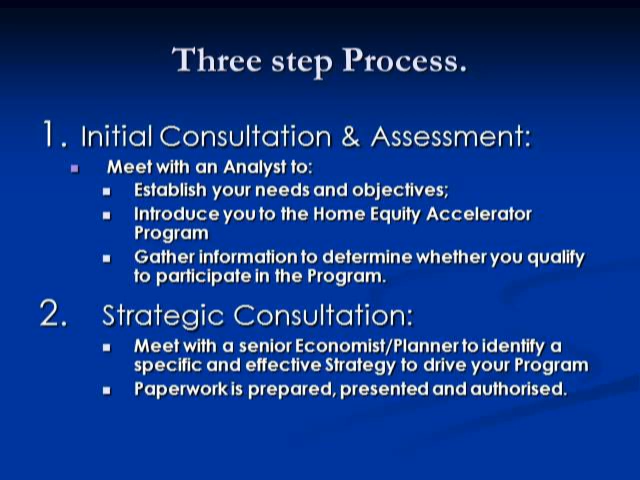 Three step Process.
1. Initial Consultation & Assessment:
Meet with an Analyst to:
Establish your needs and objectives;
Introduce you to the Home Equity Accelerator
Program
Gather information to determine whether you qualify
to participate in the Program.
2. Strategic Consultation:
Meet with a senior Economist/Planner to identify a
specific and effective Strategy to drive your Program
Paperwork is prepared, presented and authorised.